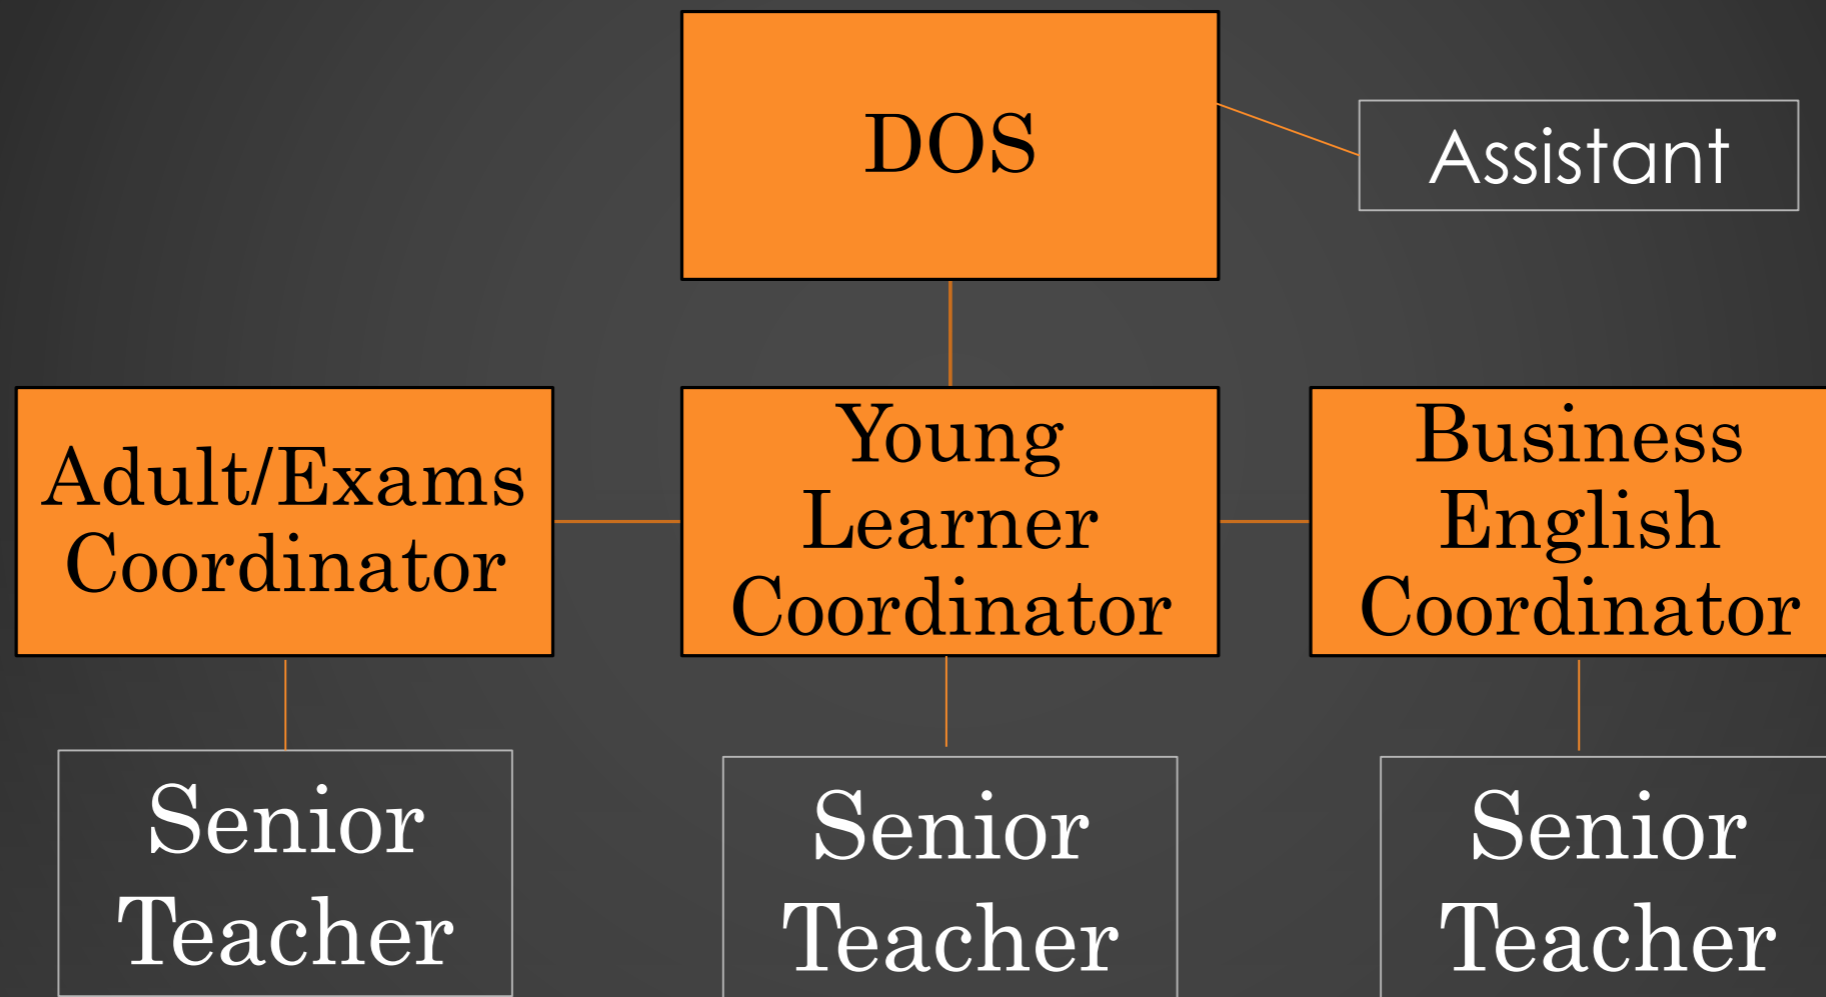 DOS
Assistant
Adult/Exams
Coordinator
Young
Learner
Coordinator
Business
English
Coordinator
Senior
Teacher
Senior
Teacher
Senior
Teacher